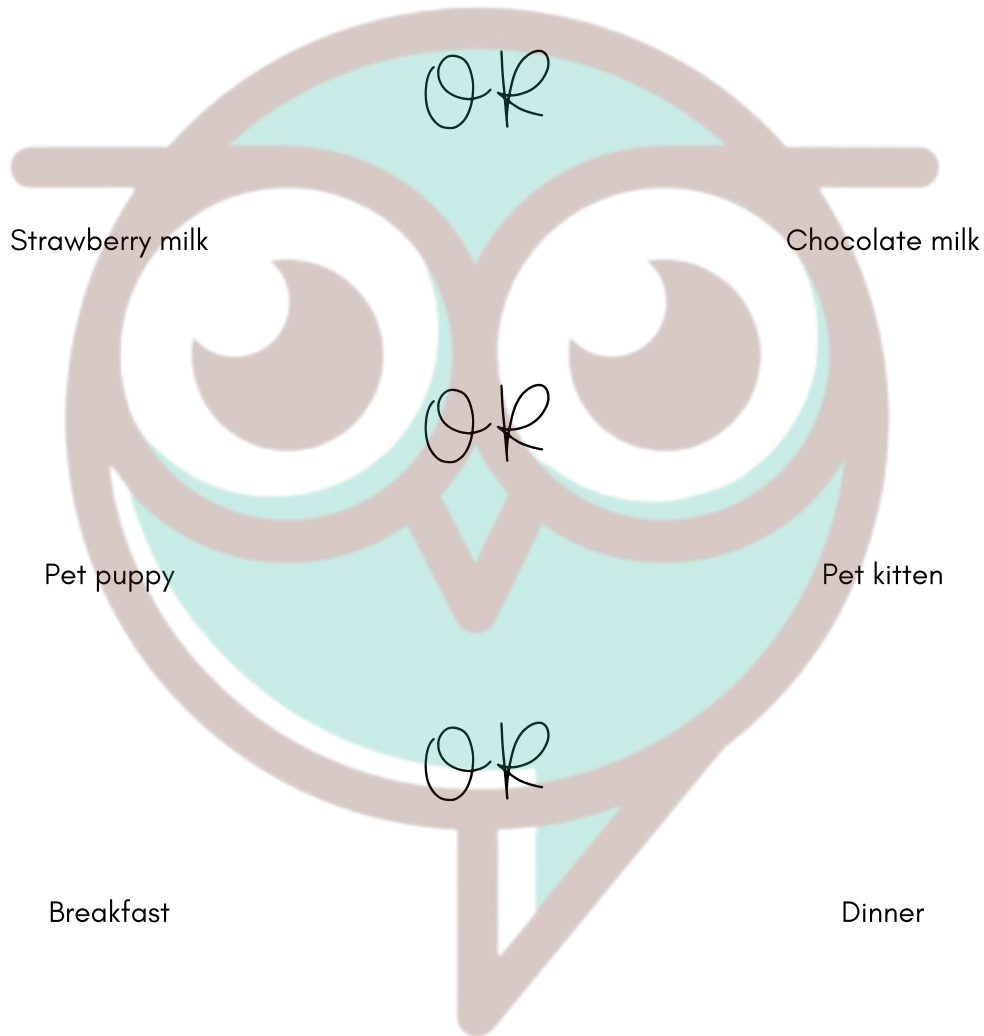 OR
Strawberry milk Chocolate milk
OR
Pet puppy Pet kitten
OR
Breakfast Dinner